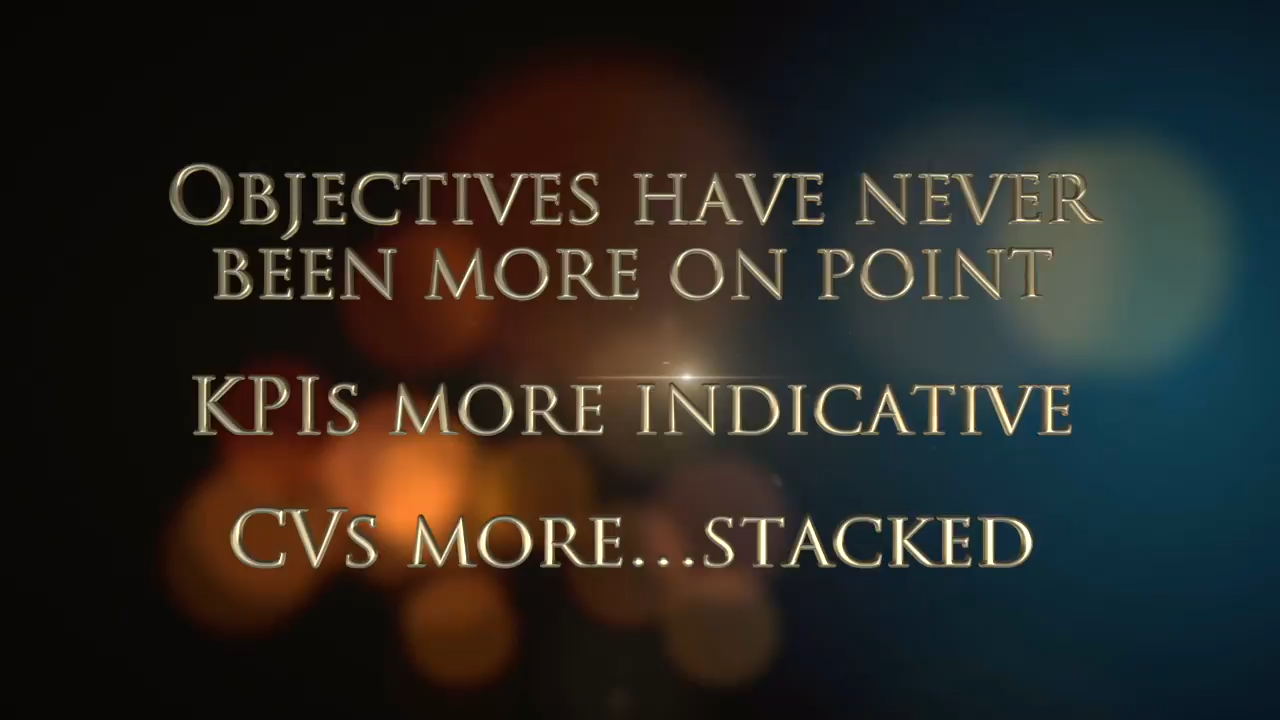 Objectives have never
been more on point
KPIs more indicative
CVs more...stacked